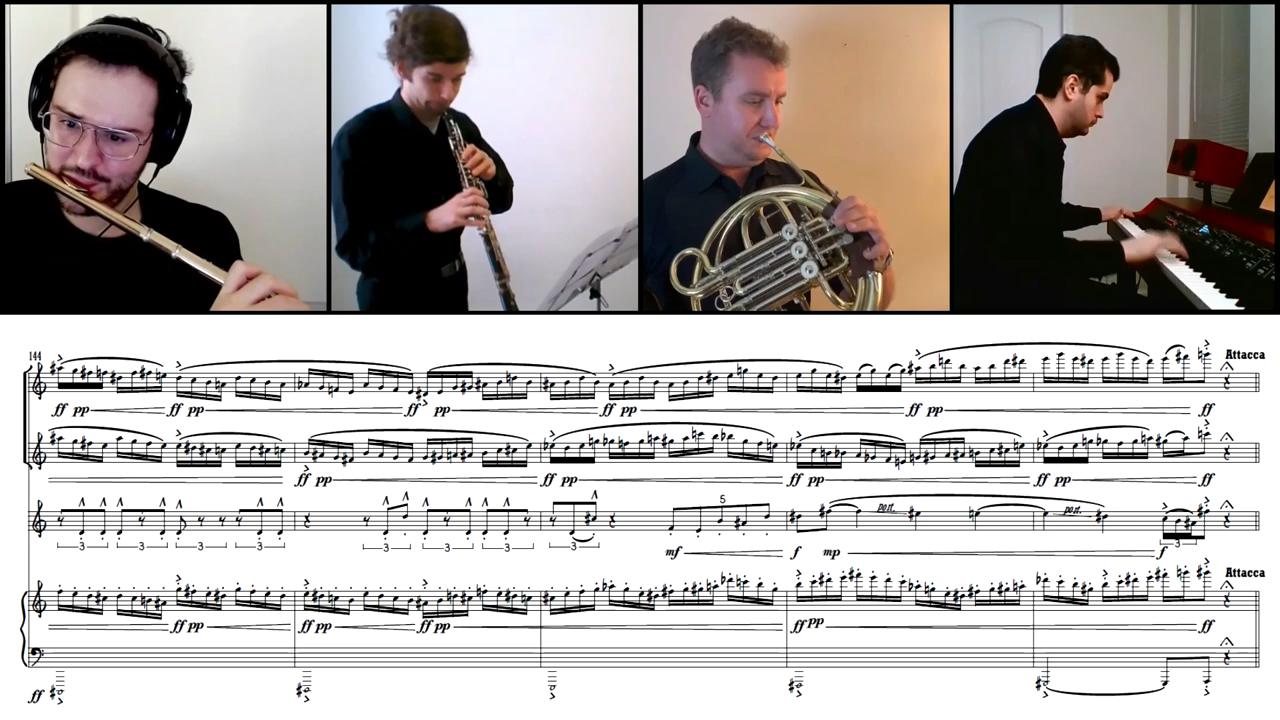 144
Attacca
ff pp ff pp ff pp ff pp ff pp ff
ff pp ff pp ff pp ff pp ff
5
port. port.
3 3 3 3 3 3 3 3 3
mf f mp f
Attacca
ff pp ff pp ff pp ff pp ff
ff